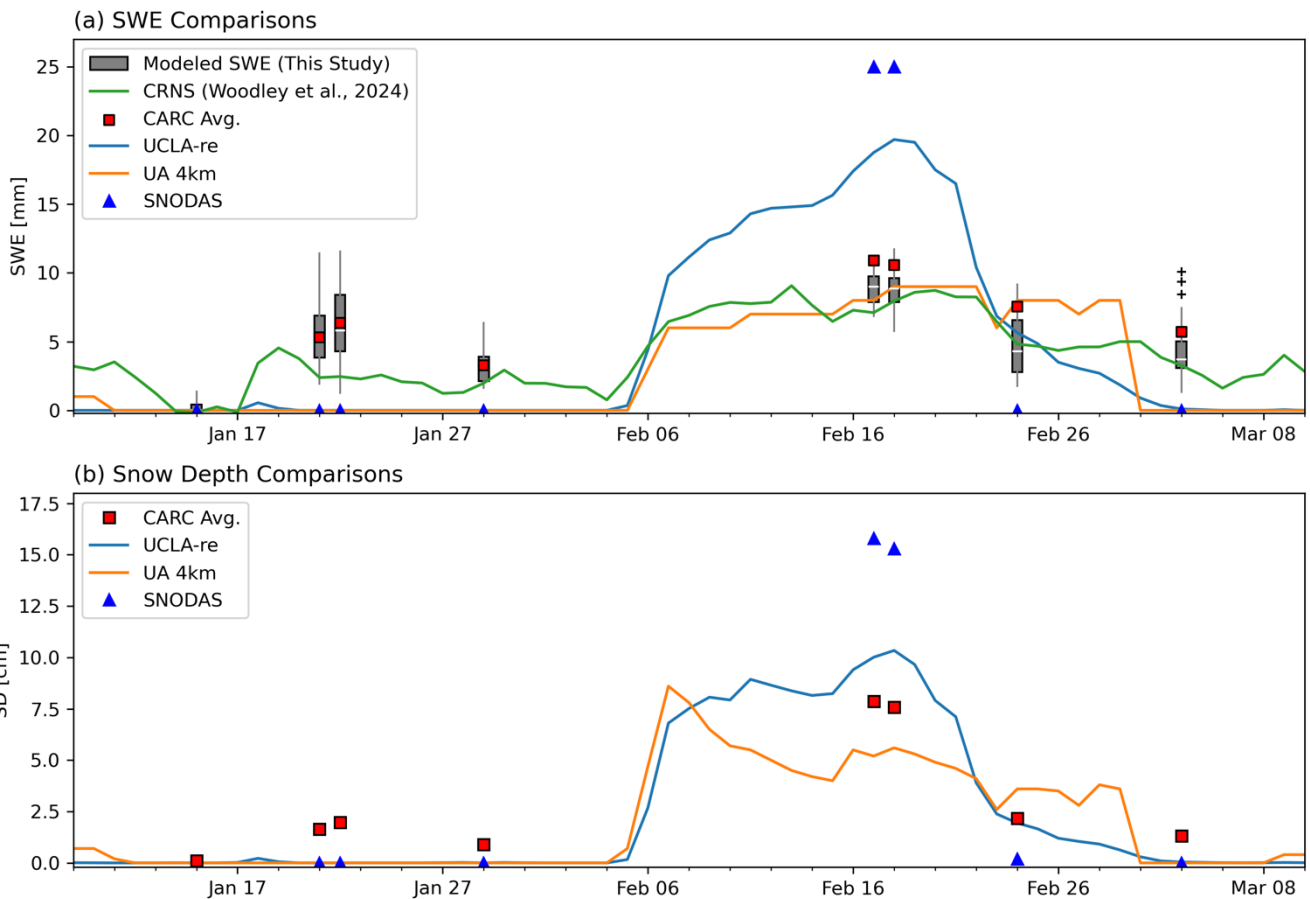 (a) SWE Comparisons
25
20
15
10
5
0
SWE [mm]
Modeled SWE (This Study)
CRNS (Woodley et al., 2024)
CARC Avg.
UCLA-re
UA 4km
SNODAS
Jan 17
Jan 27
Feb 06
Feb 16
Feb 26
Mar 08
(b) Snow Depth Comparisons
17.5
15.0
12.5
10.0
7.5
5.0
2.5
0.0
SD [cm]
CARC Avg.
UCLA-re
UA 4km
SNODAS
Jan 17
Jan 27
Feb 06
Feb 16
Feb 26
Mar 08